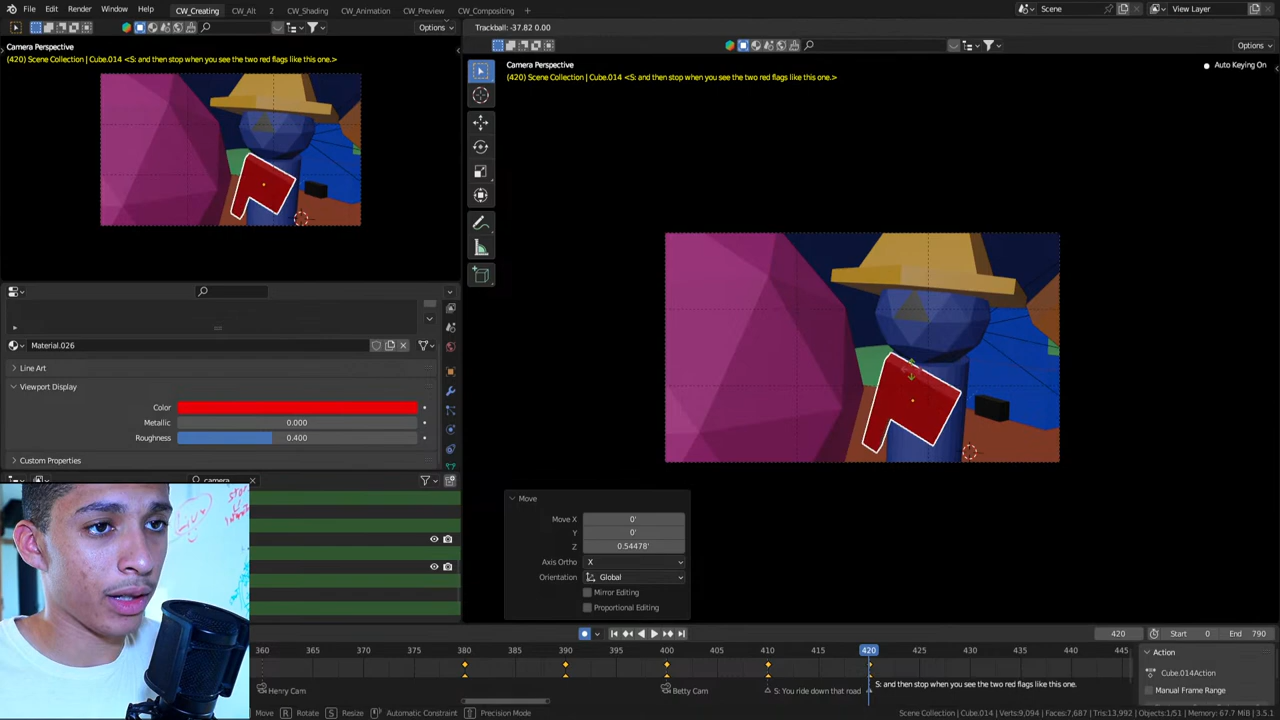 File Edit Render Window Help CW_Creating CW_Alt 2 CW_Shading CW_Animation CW_Preview CW_Compositing Scene View Layer
Options
Trackball: -37.82 0.00
Options
Camera Perspective
(420) Scene Collection | Cube.014 <S: and then stop when you see the two red flags like this one.>
Camera Perspective
(420) Scene Collection | Cube.014 <S: and then stop when you see the two red flags like this one.>
Auto Keying On
Material.026
Line Art
Viewport Display
Color
Metallic 0.000
Roughness 0.400
Custom Properties
camera
Move
Move X 0'
Y 0'
Z 0.54478'
Axis Ortho X
Orientation Global
Mirror Editing
Proportional Editing
420 Start 0 End 790
360 365 370 375 380 385 390 395 400 405 410 415 420 425 430 435 440 445
Henry Cam Betty Cam S: You ride down that road S: and then stop when you see the two red flags like this one.
Action
Cube.014Action
Manual Frame Range
Move Rotate Resize Automatic Constraint Precision Mode
Scene Collection | Cube.014 | Verts:9,094 | Faces:7,687 | Tris:13,992 | Objects:1/51 | Memory: 67.7 MiB | 3.5.1